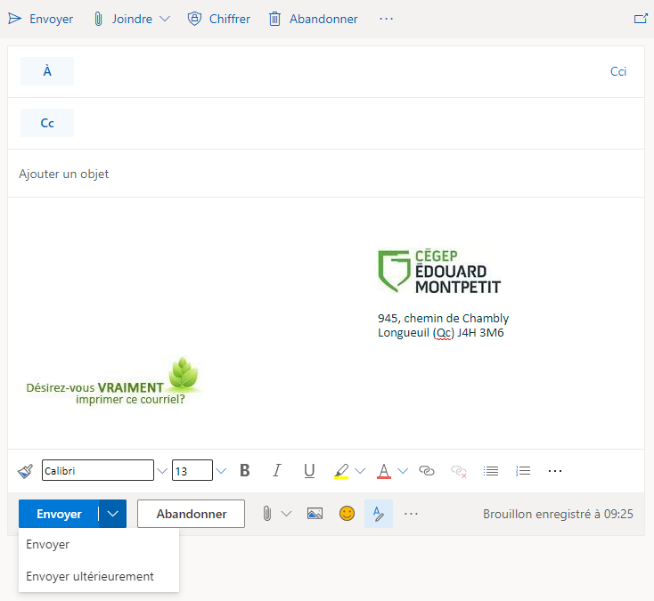 Envoyer Joindre Chiffrer Abandonner ...
À Cci
Cc
Ajouter un objet
CÉGEP
ÉDOUARD
MONTPETIT
945, chemin de Chambly
Longueuil (Qc) J4H 3M6
Désirez-vous VRAIMENT
imprimer ce courriel?
Calibri 13 B I U A ...
Envoyer Abandonner ... Brouillon enregistré à 09:25
Envoyer
Envoyer ultérieurement